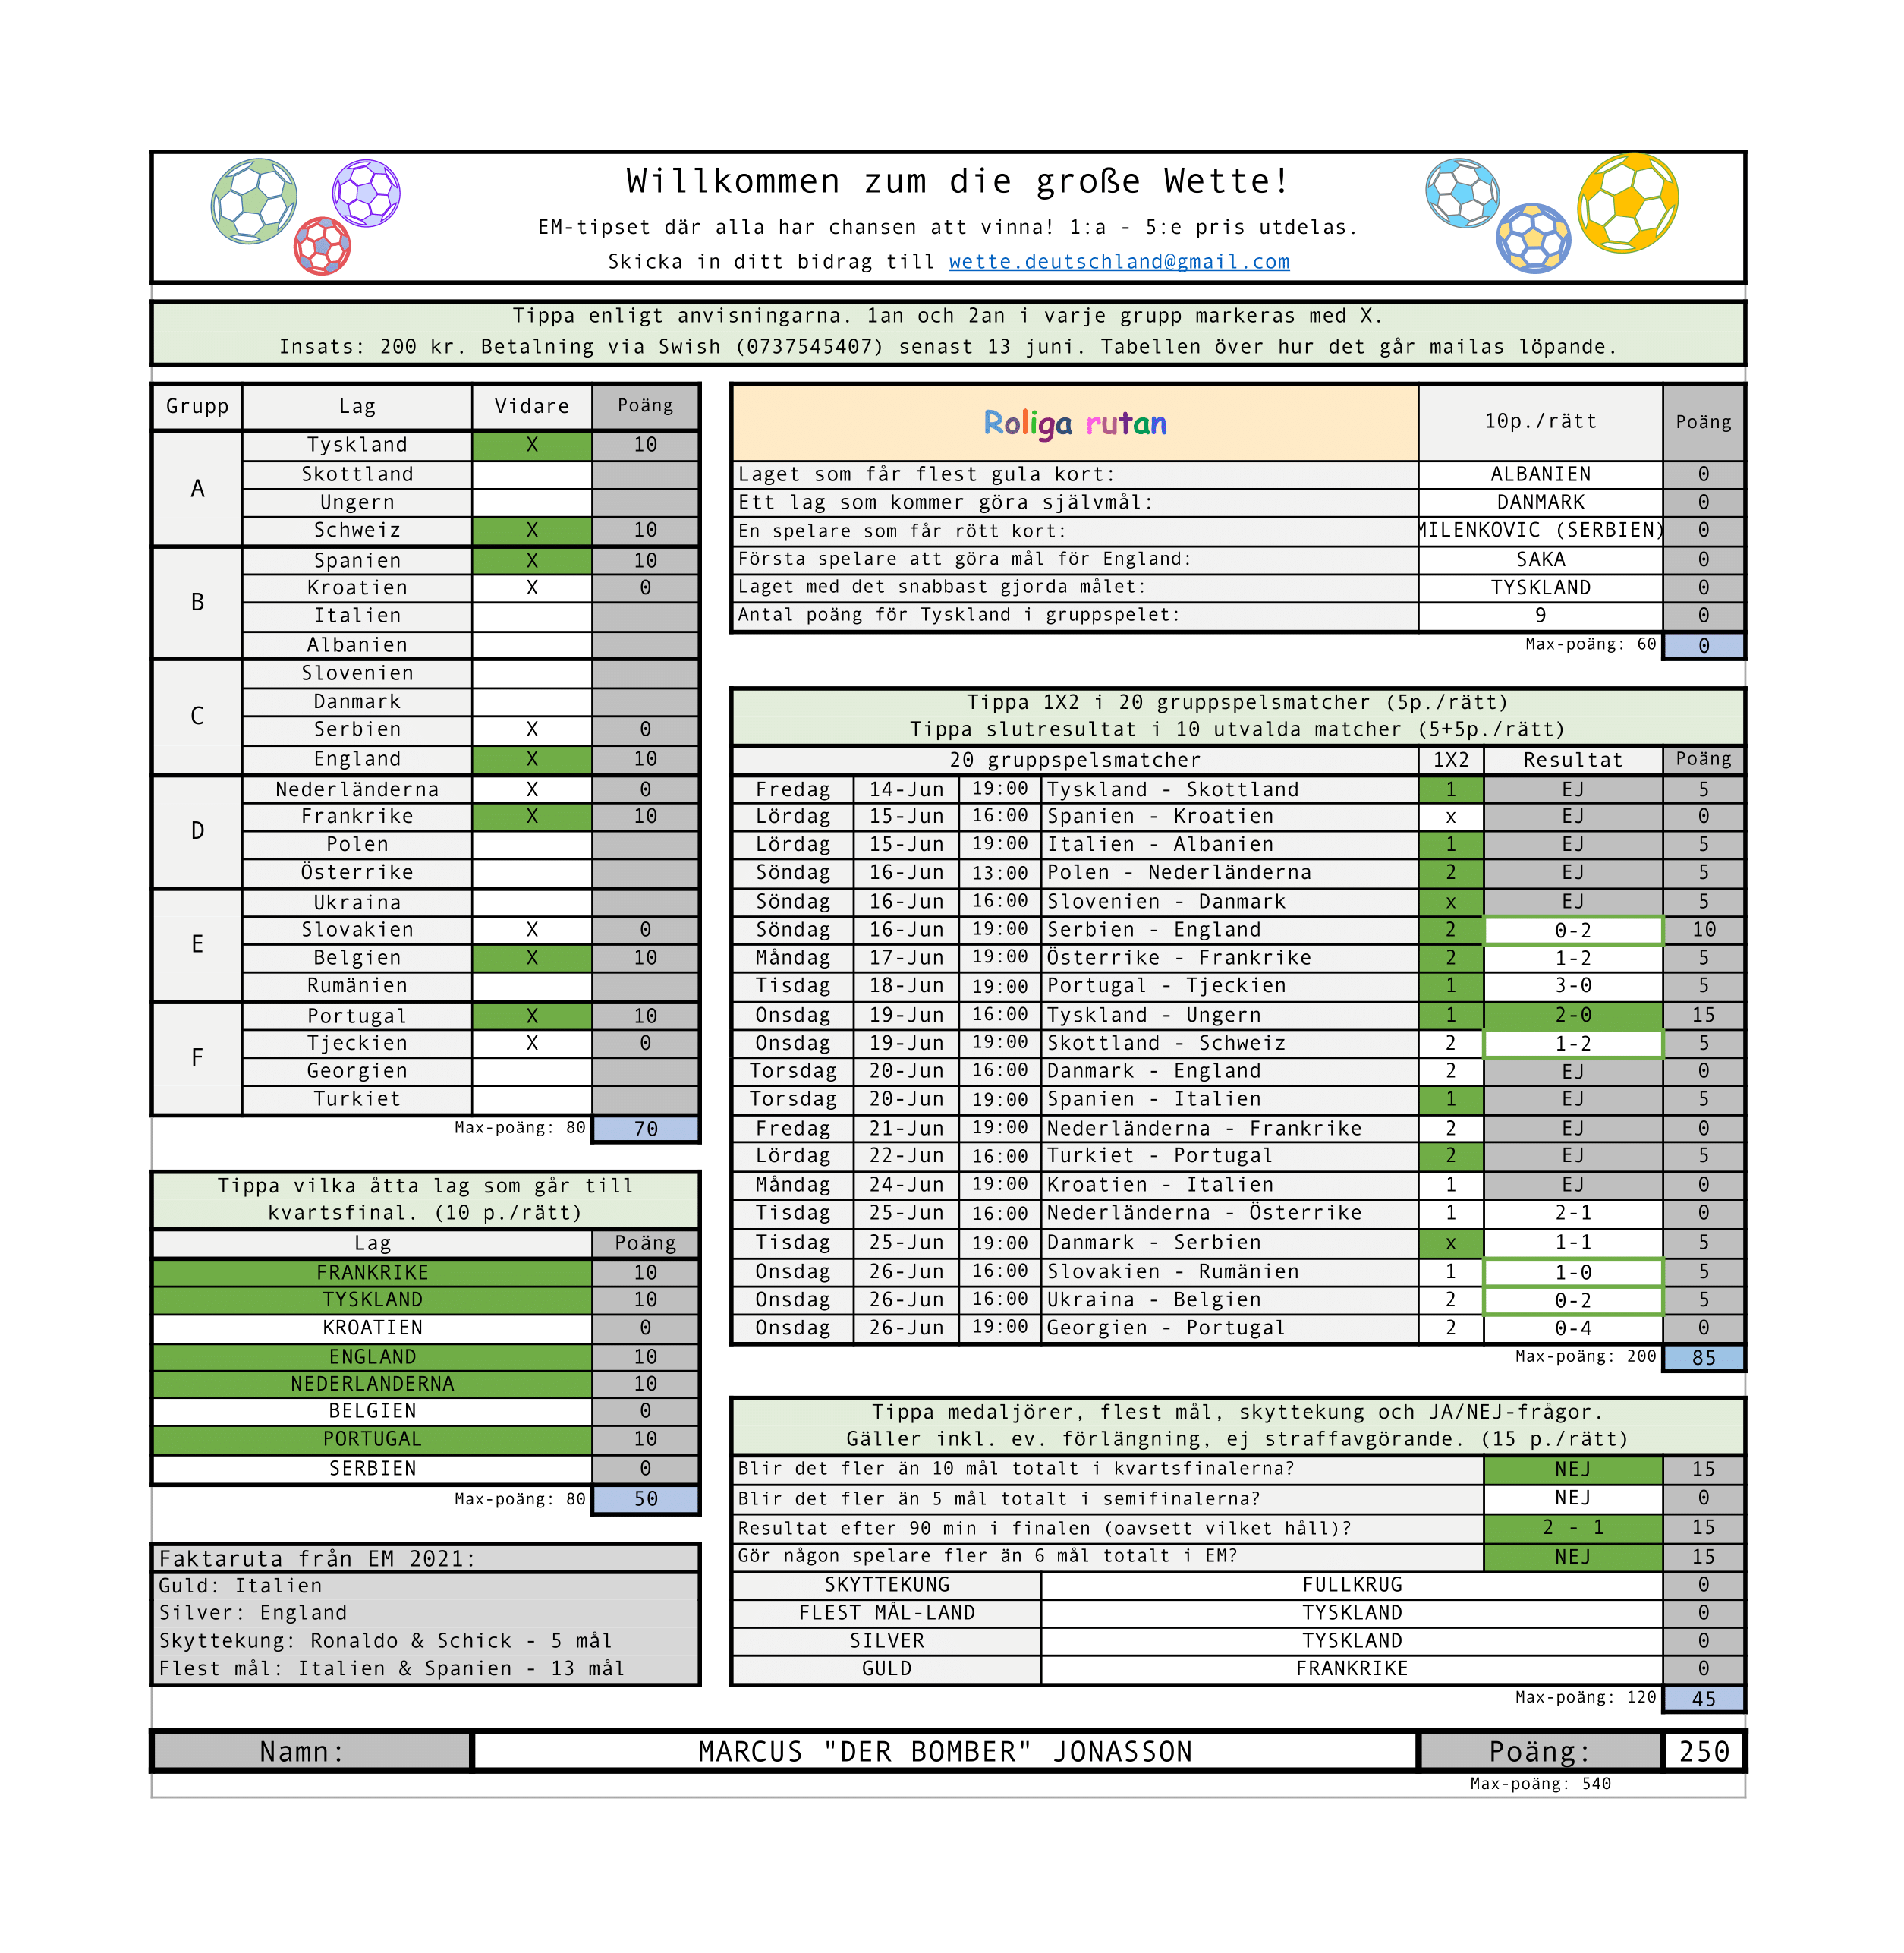 Willkommen zum die große Wette!
EM-tipset där alla har chansen att vinna! 1:a - 5:e pris utdelas.
Skicka in ditt bidrag till wette.deutschland@gmail.com
Tippa enligt anvisningarna. 1an och 2an i varje grupp markeras med X.
Insats: 200 kr. Betalning via Swish (0737545407) senast 13 juni. Tabellen över hur det går mailas löpande.
Grupp Lag Vidare Poäng
A
Tyskland X 10
Skottland
Ungern
Schweiz X 10
B
Spanien X 10
Kroatien X 0
Italien
Albanien
C
Slovenien
Danmark
Serbien X 0
England X 10
D
Nederländerna X 0
Frankrike X 10
Polen
Österrike
E
Ukraina
Slovakien X 0
Belgien X 10
Rumänien
F
Portugal X 10
Tjeckien X 0
Georgien
Turkiet
Max-poäng: 80 70
Tippa vilka åtta lag som går till
kvartsfinal. (10 p./rätt)
Lag Poäng
FRANKRIKE 10
TYSKLAND 10
KROATIEN 0
ENGLAND 10
NEDERLANDERNA 10
BELGIEN 0
PORTUGAL 10
SERBIEN 0
Max-poäng: 80 50
Faktaruta från EM 2021:
Guld: Italien
Silver: England
Skyttekung: Ronaldo & Schick - 5 mål
Flest mål: Italien & Spanien - 13 mål
Roliga rutan 10p./rätt Poäng
Laget som får flest gula kort: ALBANIEN 0
Ett lag som kommer göra självmål: DANMARK 0
En spelare som får rött kort: MILENKOVIC (SERBIEN) 0
Första spelare att göra mål för England: SAKA 0
Laget med det snabbast gjorda målet: TYSKLAND 0
Antal poäng för Tyskland i gruppspelet: 9 0
Max-poäng: 60 0
Tippa 1X2 i 20 gruppspelsmatcher (5p./rätt)
Tippa slutresultat i 10 utvalda matcher (5+5p./rätt)
20 gruppspelsmatcher 1X2 Resultat Poäng
Fredag 14-Jun 19:00 Tyskland - Skottland 1 EJ 5
Lördag 15-Jun 16:00 Spanien - Kroatien x EJ 0
Lördag 15-Jun 19:00 Italien - Albanien 1 EJ 5
Söndag 16-Jun 13:00 Polen - Nederländerna 2 EJ 5
Söndag 16-Jun 16:00 Slovenien - Danmark x EJ 5
Söndag 16-Jun 19:00 Serbien - England 2 0-2 10
Måndag 17-Jun 19:00 Österrike - Frankrike 2 1-2 5
Tisdag 18-Jun 19:00 Portugal - Tjeckien 1 3-0 5
Onsdag 19-Jun 16:00 Tyskland - Ungern 1 2-0 15
Onsdag 19-Jun 19:00 Skottland - Schweiz 2 1-2 5
Torsdag 20-Jun 16:00 Danmark - England 2 EJ 0
Torsdag 20-Jun 19:00 Spanien - Italien 1 EJ 5
Fredag 21-Jun 19:00 Nederländerna - Frankrike 2 EJ 0
Lördag 22-Jun 16:00 Turkiet - Portugal 2 EJ 5
Måndag 24-Jun 19:00 Kroatien - Italien 1 EJ 0
Tisdag 25-Jun 16:00 Nederländerna - Österrike 1 2-1 0
Tisdag 25-Jun 19:00 Danmark - Serbien x 1-1 5
Onsdag 26-Jun 16:00 Slovakien - Rumänien 1 1-0 5
Onsdag 26-Jun 16:00 Ukraina - Belgien 2 0-2 5
Onsdag 26-Jun 19:00 Georgien - Portugal 2 0-4 0
Max-poäng: 200 85
Tippa medaljörer, flest mål, skyttekung och JA/NEJ-frågor.
Gäller inkl. ev. förlängning, ej straffavgörande. (15 p./rätt)
Blir det fler än 10 mål totalt i kvartsfinalerna? NEJ 15
Blir det fler än 5 mål totalt i semifinalerna? NEJ 0
Resultat efter 90 min i finalen (oavsett vilket håll)? 2 - 1 15
Gör någon spelare fler än 6 mål totalt i EM? NEJ 15
SKYTTEKUNG FULLKRUG 0
FLEST MÅL-LAND TYSKLAND 0
SILVER TYSKLAND 0
GULD FRANKRIKE 0
Max-poäng: 120 45
Namn: MARCUS "DER BOMBER" JONASSON Poäng: 250
Max-poäng: 540